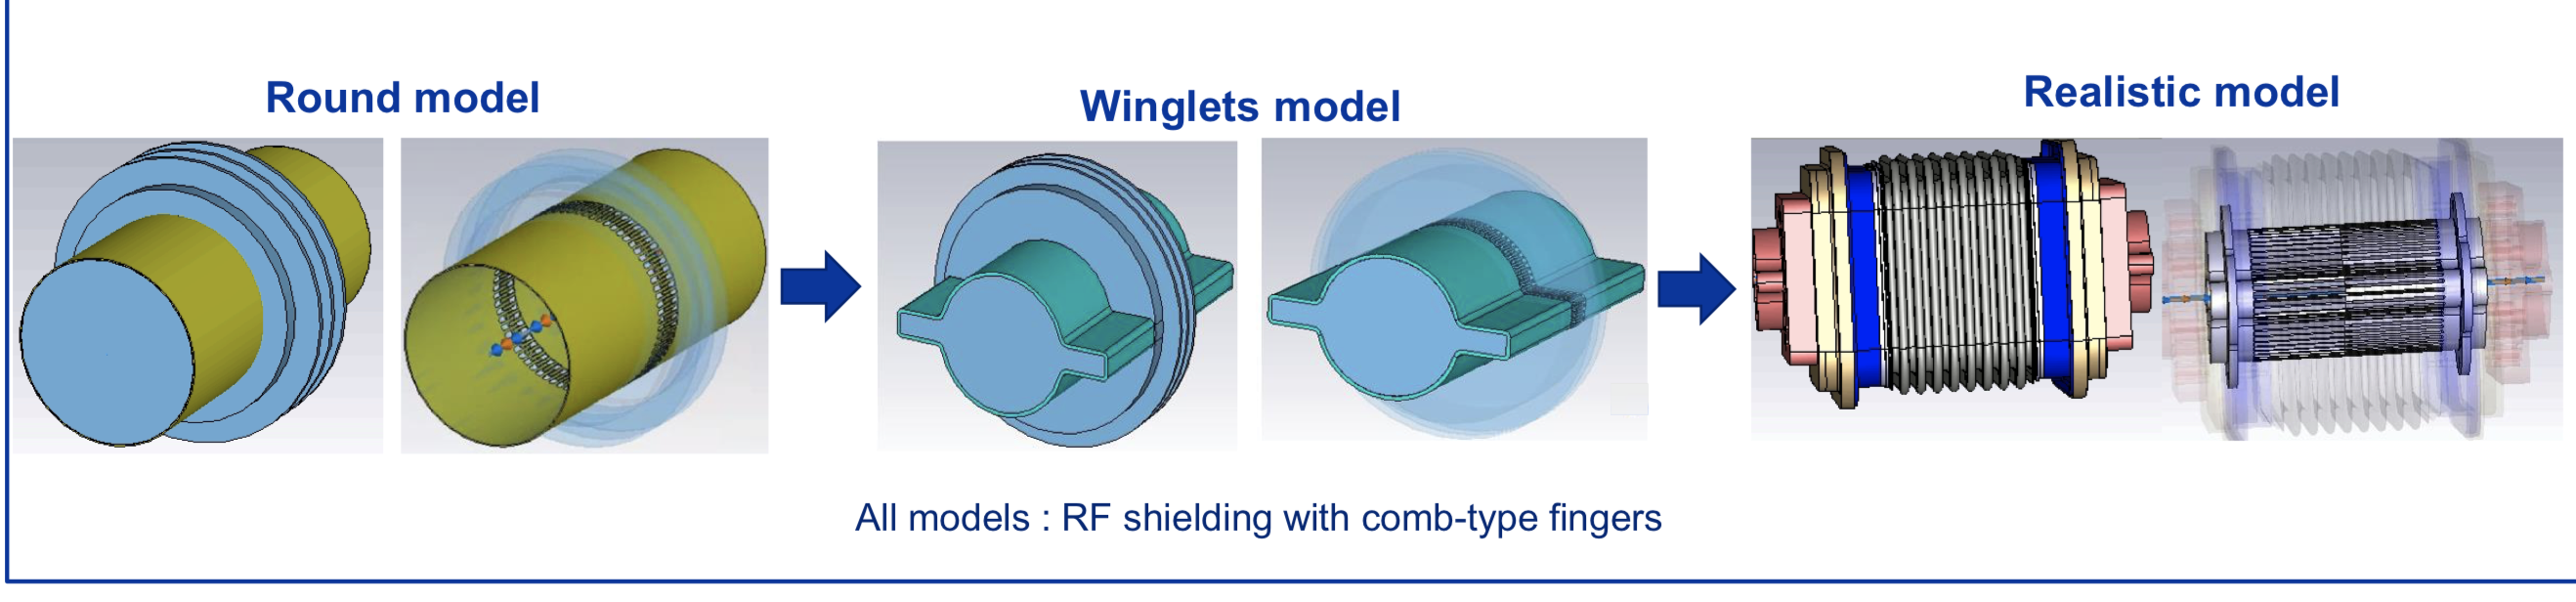 Round model
Winglets model
Realistic model
All models : RF shielding with comb-type fingers